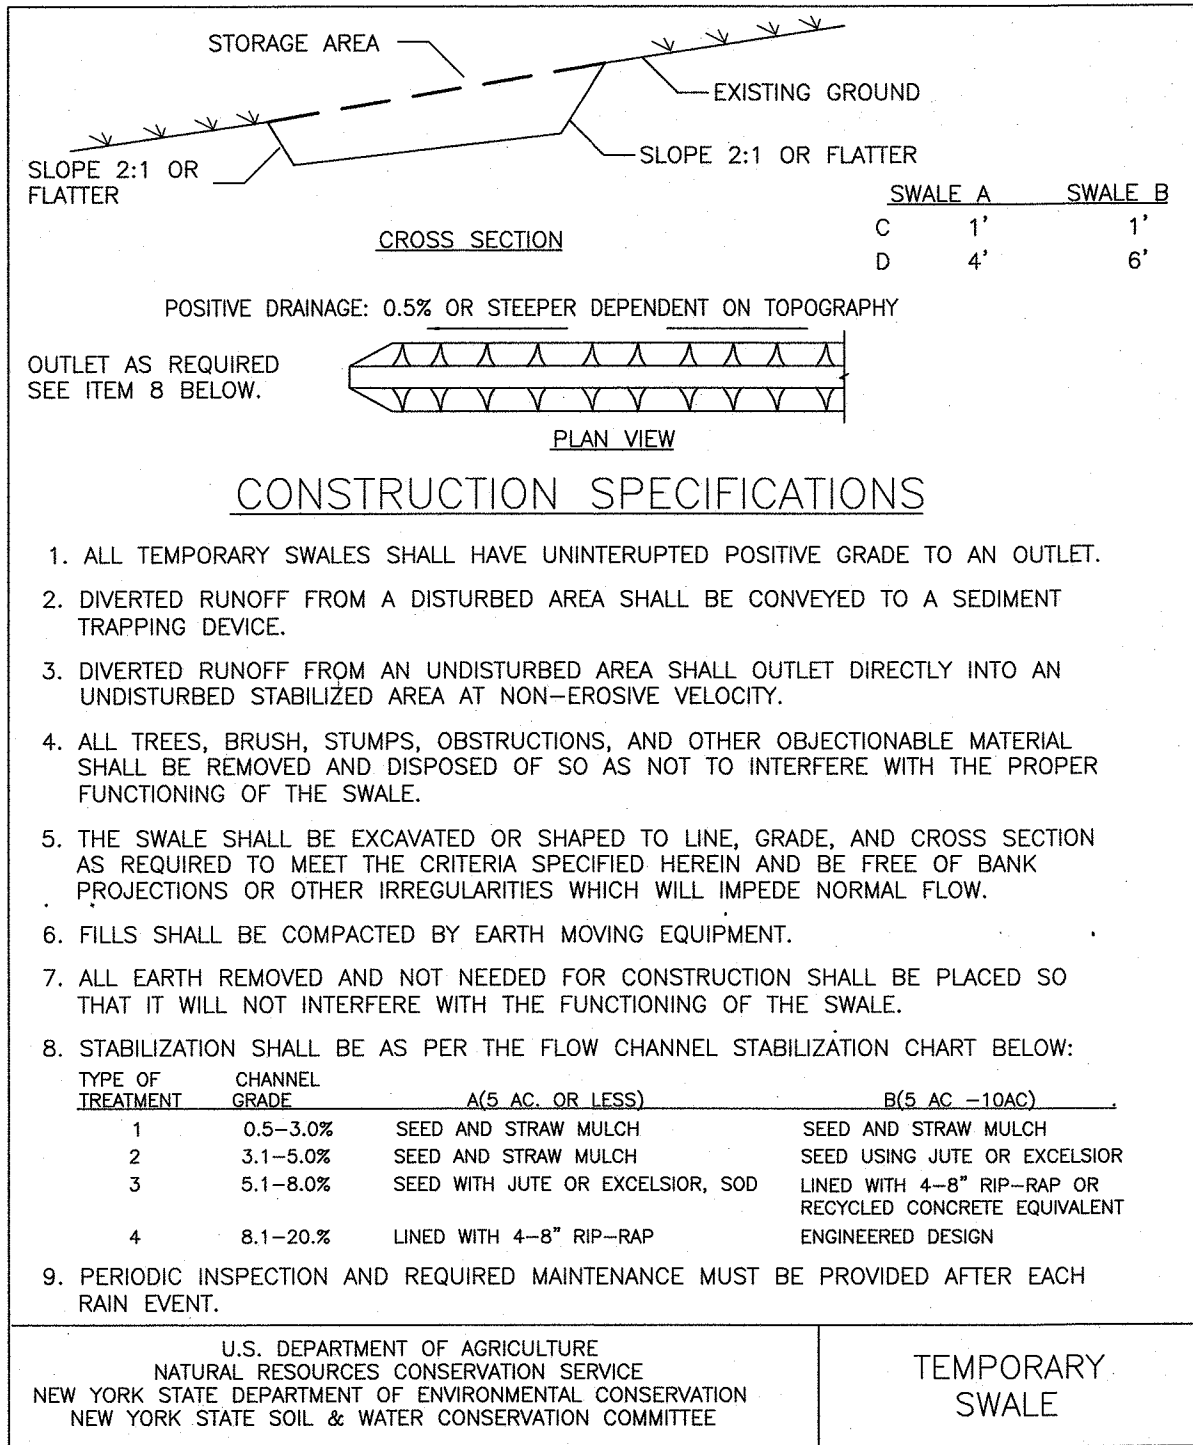 STORAGE AREA
EXISTING GROUND
SLOPE 2:1 OR
FLATTER
SLOPE 2:1 OR FLATTER
SWALE A SWALE B
C 1' 1'
D 4' 6'
CROSS SECTION
POSITIVE DRAINAGE: 0.5% OR STEEPER DEPENDENT ON TOPOGRAPHY
OUTLET AS REQUIRED
SEE ITEM 8 BELOW.
PLAN VIEW
CONSTRUCTION SPECIFICATIONS
1. ALL TEMPORARY SWALES SHALL HAVE UNINTERUPTED POSITIVE GRADE TO AN OUTLET.
2. DIVERTED RUNOFF FROM A DISTURBED AREA SHALL BE CONVEYED TO A SEDIMENT
TRAPPING DEVICE.
3. DIVERTED RUNOFF FROM AN UNDISTURBED AREA SHALL OUTLET DIRECTLY INTO AN
UNDISTURBED STABILIZED AREA AT NON-EROSIVE VELOCITY.
4. ALL TREES, BRUSH, STUMPS, OBSTRUCTIONS, AND OTHER OBJECTIONABLE MATERIAL
SHALL BE REMOVED AND DISPOSED OF SO AS NOT TO INTERFERE WITH THE PROPER
FUNCTIONING OF THE SWALE.
5. THE SWALE SHALL BE EXCAVATED OR SHAPED TO LINE, GRADE, AND CROSS SECTION
AS REQUIRED TO MEET THE CRITERIA SPECIFIED HEREIN AND BE FREE OF BANK
PROJECTIONS OR OTHER IRREGULARITIES WHICH WILL IMPEDE NORMAL FLOW.
6. FILLS SHALL BE COMPACTED BY EARTH MOVING EQUIPMENT.
7. ALL EARTH REMOVED AND NOT NEEDED FOR CONSTRUCTION SHALL BE PLACED SO
THAT IT WILL NOT INTERFERE WITH THE FUNCTIONING OF THE SWALE.
8. STABILIZATION SHALL BE AS PER THE FLOW CHANNEL STABILIZATION CHART BELOW:
TYPE OF CHANNEL
TREATMENT GRADE A(5 AC. OR LESS) B(5 AC -10AC)
1 0.5-3.0% SEED AND STRAW MULCH SEED AND STRAW MULCH
2 3.1-5.0% SEED AND STRAW MULCH SEED USING JUTE OR EXCELSIOR
3 5.1-8.0% SEED WITH JUTE OR EXCELSIOR, SOD LINED WITH 4-8" RIP-RAP OR
RECYCLED CONCRETE EQUIVALENT
4 8.1-20.% LINED WITH 4-8" RIP-RAP ENGINEERED DESIGN
9. PERIODIC INSPECTION AND REQUIRED MAINTENANCE MUST BE PROVIDED AFTER EACH
RAIN EVENT.
U.S. DEPARTMENT OF AGRICULTURE
NATURAL RESOURCES CONSERVATION SERVICE
NEW YORK STATE DEPARTMENT OF ENVIRONMENTAL CONSERVATION
NEW YORK STATE SOIL & WATER CONSERVATION COMMITTEE
TEMPORARY
SWALE